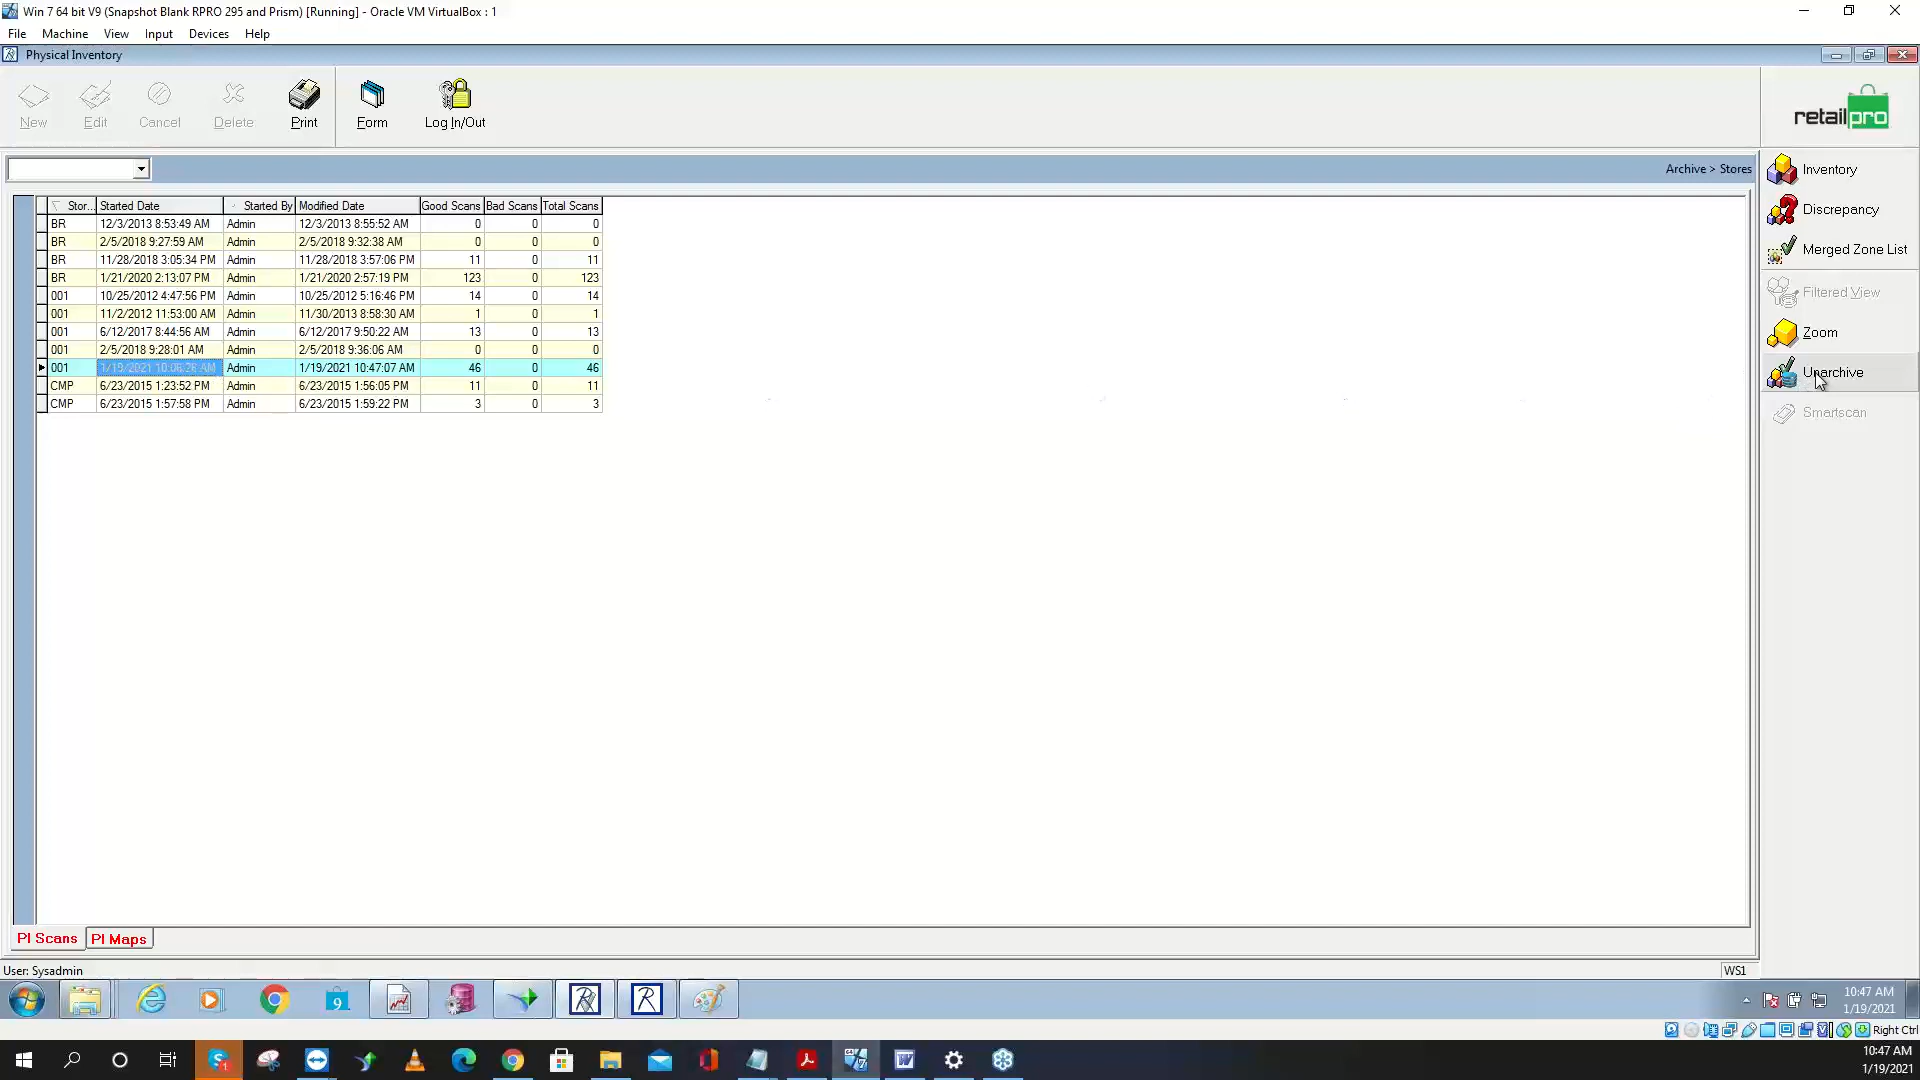 Win 7 64 bit V9 (Snapshot Blank RPRO 295 and Prism) [Running] - Oracle VM VirtualBox : 1
File Machine View Input Devices Help
Physical Inventory
New Edit Cancel Delete Print Form Log In/Out
retailpro
Archive > Stores
Stor... Started Date Started By Modified Date Good Scans Bad Scans Total Scans
BR 12/3/2013 8:53:49 AM Admin 12/3/2013 8:55:52 AM 0 0 0
BR 2/5/2018 9:27:59 AM Admin 2/5/2018 9:32:38 AM 0 0 0
BR 11/28/2018 3:05:34 PM Admin 11/28/2018 3:57:06 PM 11 0 11
BR 1/21/2020 2:13:07 PM Admin 1/21/2020 2:57:19 PM 123 0 123
001 10/25/2012 4:47:56 PM Admin 10/25/2012 5:16:46 PM 14 0 14
001 11/2/2012 11:53:00 AM Admin 11/30/2013 8:58:30 AM 1 0 1
001 6/12/2017 8:44:56 AM Admin 6/12/2017 9:50:22 AM 13 0 13
001 2/5/2018 9:28:01 AM Admin 2/5/2018 9:36:06 AM 0 0 0
001 1/19/2021 10:06:26 AM Admin 1/19/2021 10:47:07 AM 46 0 46
CMP 6/23/2015 1:23:52 PM Admin 6/23/2015 1:56:05 PM 11 0 11
CMP 6/23/2015 1:57:58 PM Admin 6/23/2015 1:59:22 PM 3 0 3
Inventory
Discrepancy
Merged Zone List
Filtered View
Zoom
Unarchive
Smartscan
PI Scans PI Maps
User: Sysadmin WS1
10:47 AM
1/19/2021
Right Ctrl
10:47 AM
1/19/2021